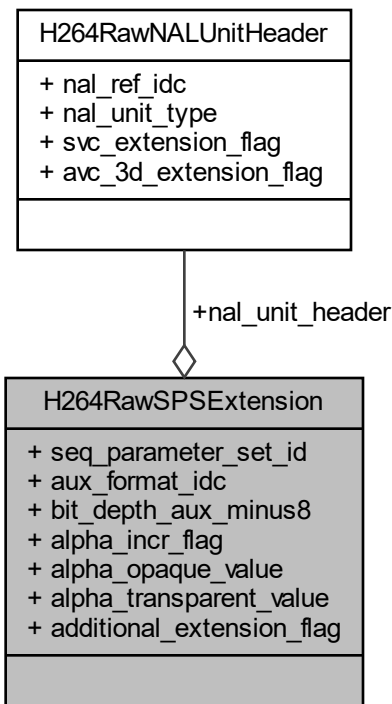 H264RawNALUnitHeader
+ nal_ref_idc
+ nal_unit_type
+ svc_extension_flag
+ avc_3d_extension_flag
+nal_unit_header
H264RawSPSExtension
+ seq_parameter_set_id
+ aux_format_idc
+ bit_depth_aux_minus8
+ alpha_incr_flag
+ alpha_opaque_value
+ alpha_transparent_value
+ additional_extension_flag